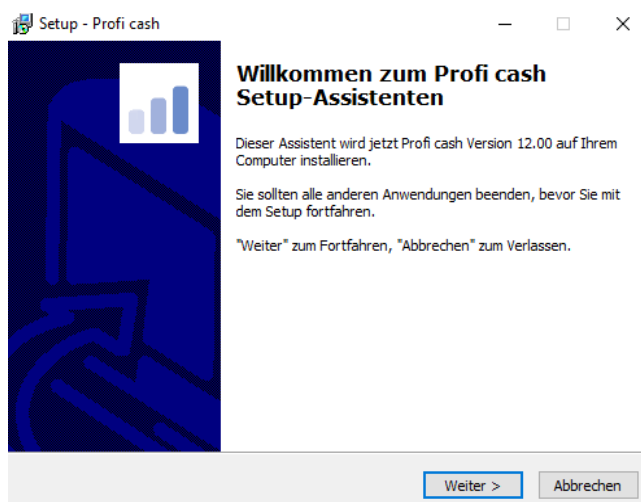 Setup - Profi cash
Willkommen zum Profi cash
Setup-Assistenten
Dieser Assistent wird jetzt Profi cash Version 12.00 auf Ihrem
Computer installieren.
Sie sollten alle anderen Anwendungen beenden, bevor Sie mit
dem Setup fortfahren.
"Weiter" zum Fortfahren, "Abbrechen" zum Verlassen.
Weiter >
Abbrechen